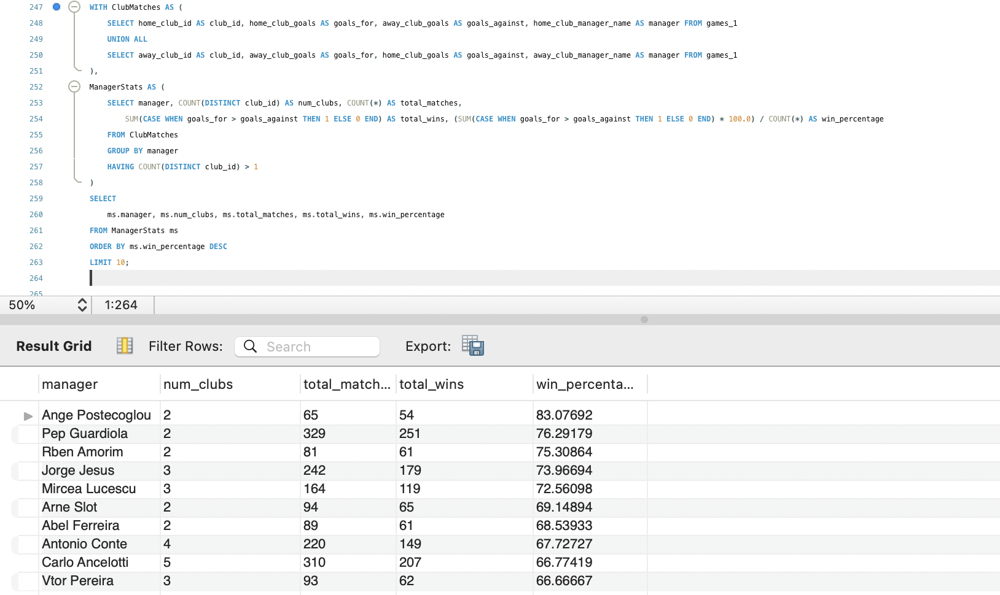 247 WITH ClubMatches AS (
248 SELECT home_club_id AS club_id, home_club_goals AS goals_for, away_club_goals AS goals_against, home_club_manager_name AS manager FROM games_1
249 UNION ALL
250 SELECT away_club_id AS club_id, away_club_goals AS goals_for, home_club_goals AS goals_against, away_club_manager_name AS manager FROM games_1
251 ),
252 ManagerStats AS (
253 SELECT manager, COUNT(DISTINCT club_id) AS num_clubs, COUNT(*) AS total_matches,
254 SUM(CASE WHEN goals_for > goals_against THEN 1 ELSE 0 END) AS total_wins, (SUM(CASE WHEN goals_for > goals_against THEN 1 ELSE 0 END) * 100.0) / COUNT(*) AS win_percentage
255 FROM ClubMatches
256 GROUP BY manager
257 HAVING COUNT(DISTINCT club_id) > 1
258 )
259 SELECT
260 ms.manager, ms.num_clubs, ms.total_matches, ms.total_wins, ms.win_percentage
261 FROM ManagerStats ms
262 ORDER BY ms.win_percentage DESC
263 LIMIT 10;
264
265
50% 1:264
Result Grid Filter Rows: Search Export:
manager num_clubs total_match... total_wins win_percenta...
Ange Postecoglou 2 65 54 83.07692
Pep Guardiola 2 329 251 76.29179
Rben Amorim 2 81 61 75.30864
Jorge Jesus 3 242 179 73.96694
Mircea Lucescu 3 164 119 72.56098
Arne Slot 2 94 65 69.14894
Abel Ferreira 2 89 61 68.53933
Antonio Conte 4 220 149 67.72727
Carlo Ancelotti 5 310 207 66.77419
Vtor Pereira 3 93 62 66.66667